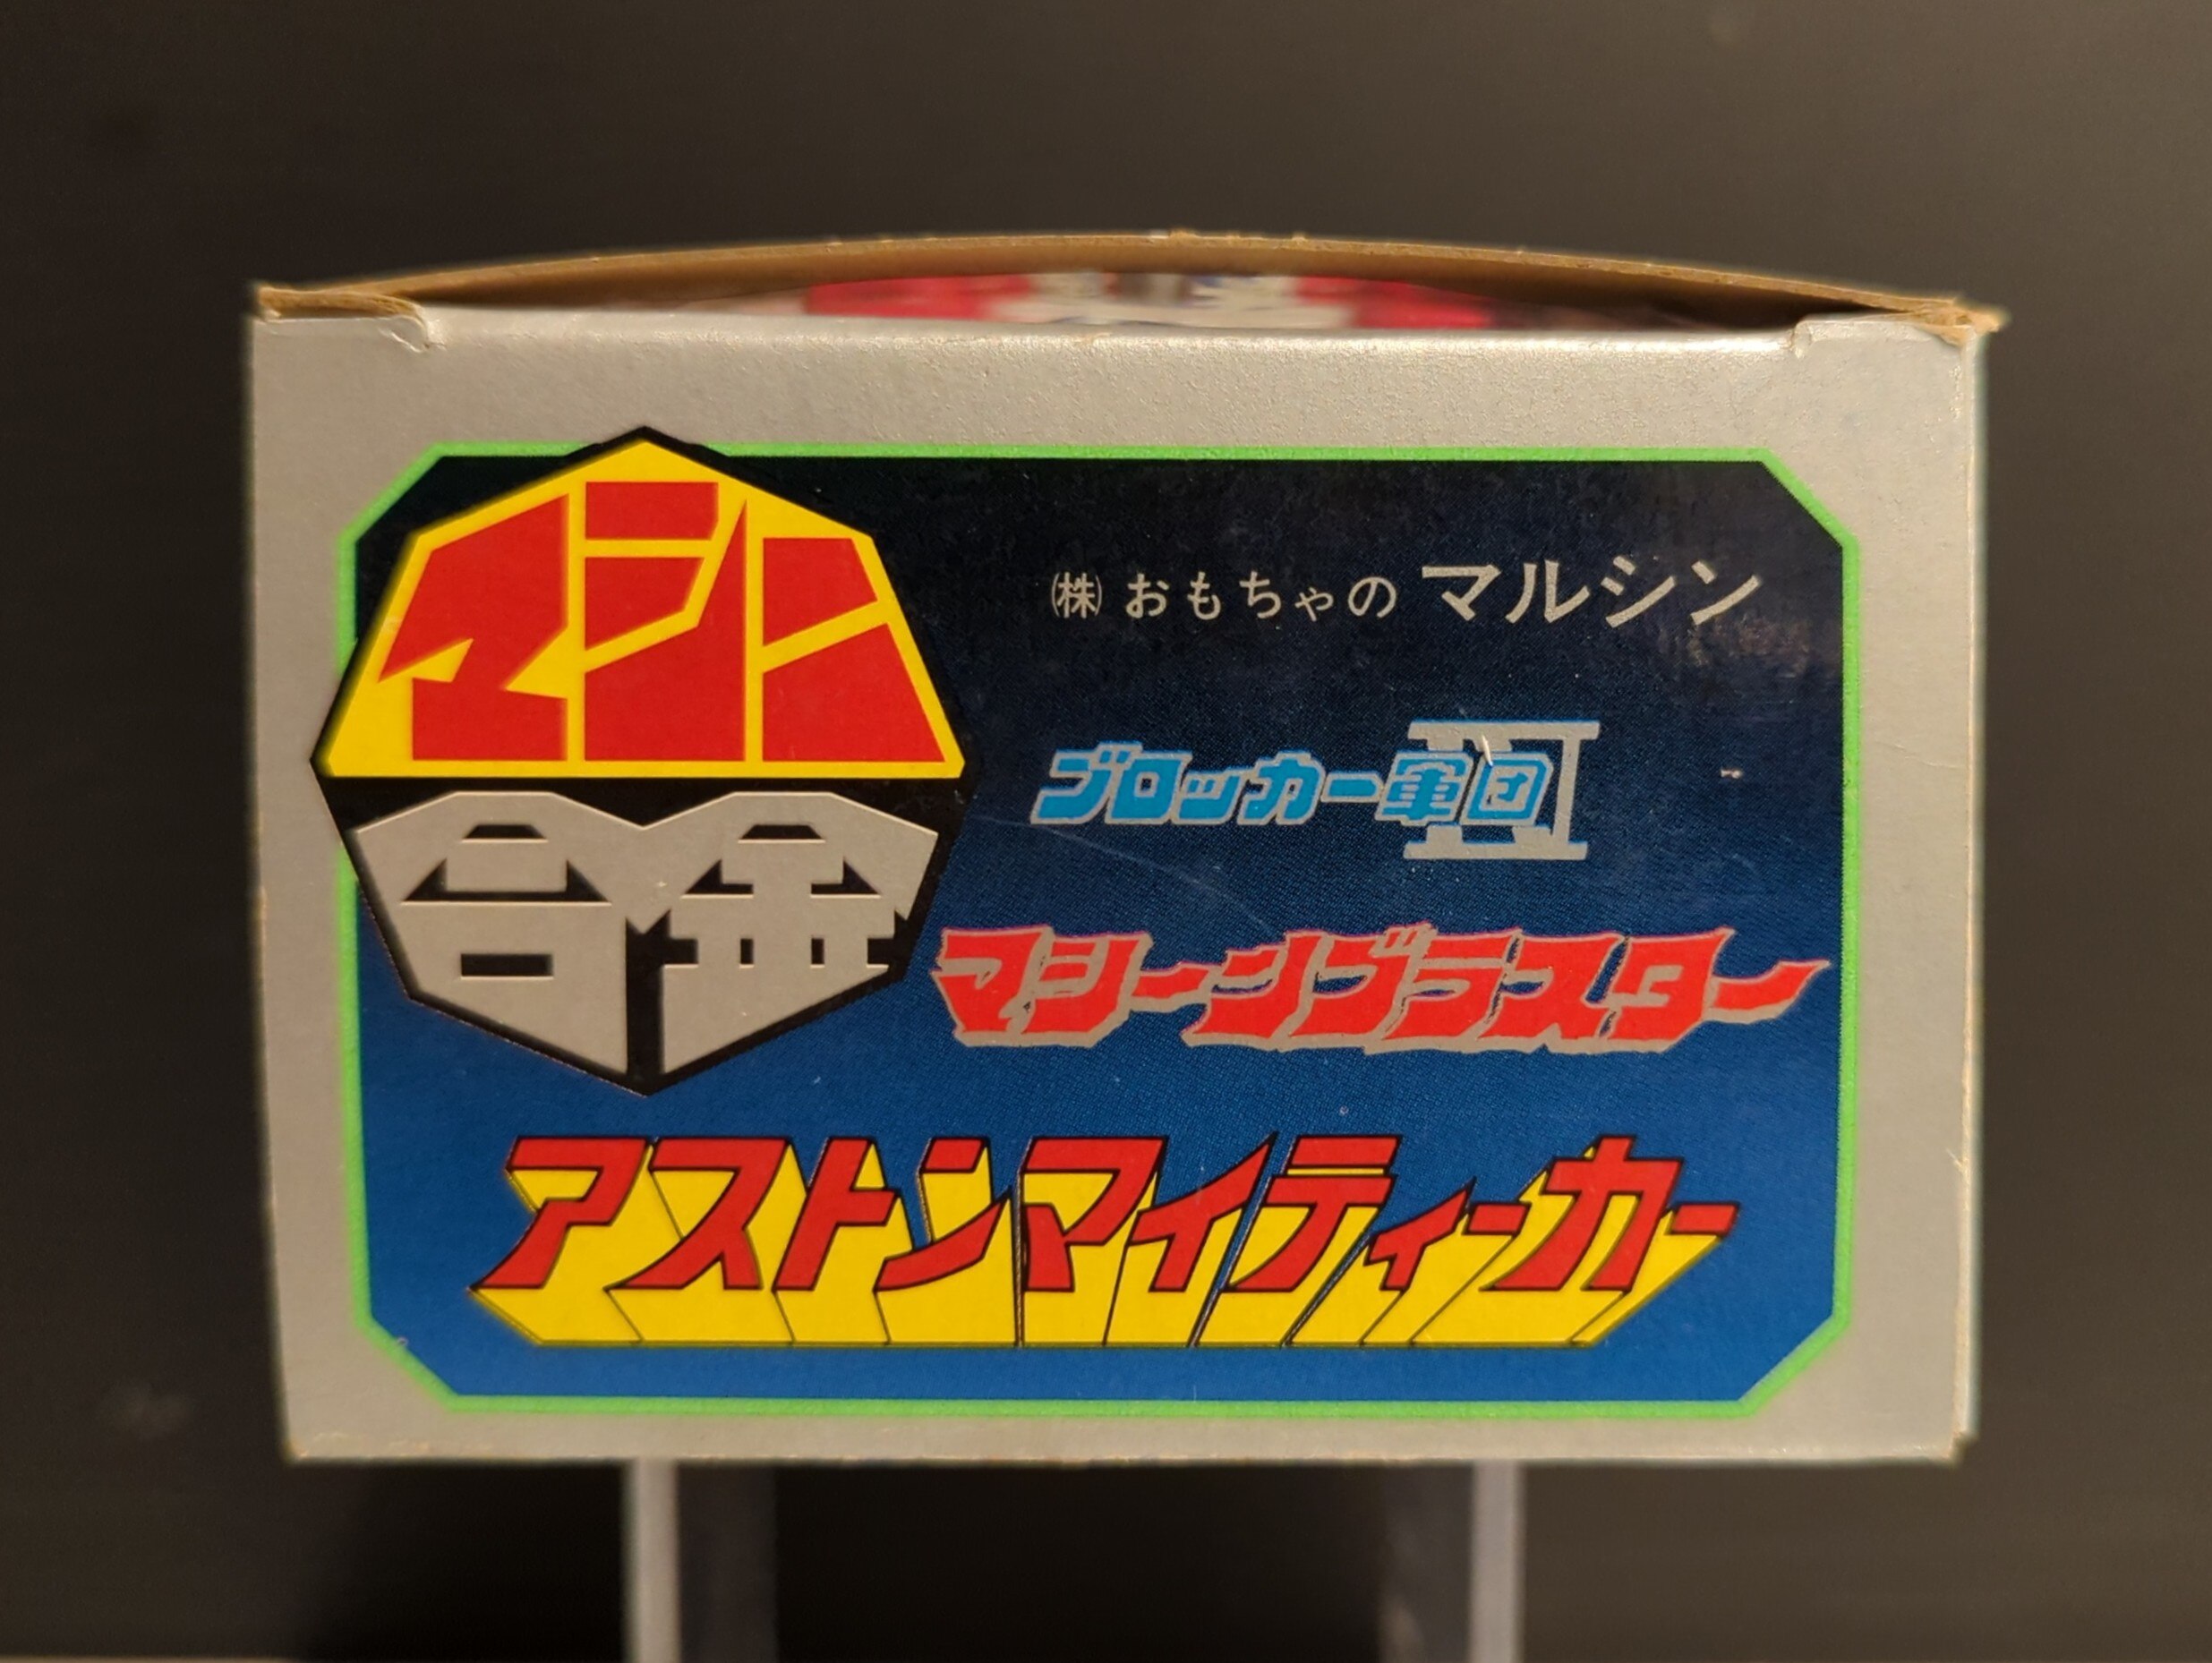 マシン
合金
㈱おもちゃの マルシン
ブロッカー軍団Ⅳ
マシーンブラスター
アストンマイティーカー